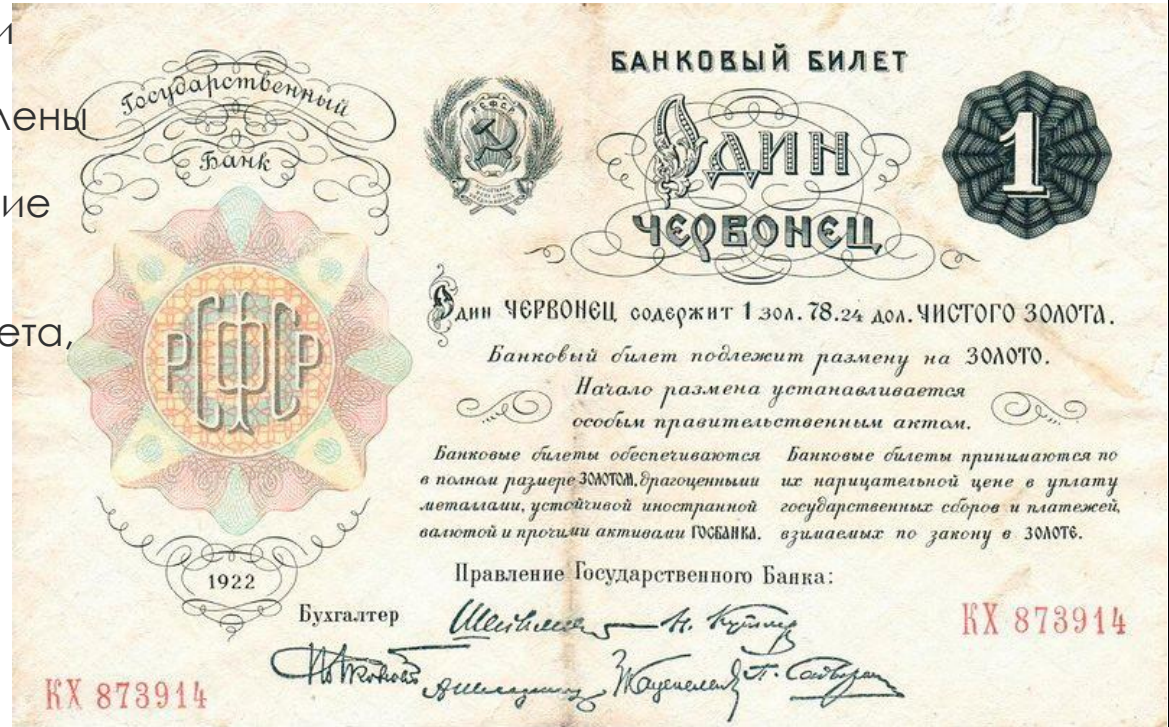 и
лены
ие
ета,
Государственный
Банк
РСФСР
1922
БАНКОВЫЙ БИЛЕТ
РСФСР
ОДИН
ЧЕРВОНЕЦ
1
Один ЧЕРВОНЕЦ содержит 1 зол. 78.24 дол. ЧИСТОГО ЗОЛОТА.
Банковый билет подлежит размену на ЗОЛОТО.
Начало размена устанавливается
особым правительственным актом.
Банковые билеты обеспечиваются
в полном размере ЗОЛОТОМ, драгоценными
металлами, устойчивой иностранной
валютой и прочими активами ГОСБАНКА.
Банковые билеты принимаются по
их нарицательной цене в уплату
государственных сборов и платежей,
взимаемых по закону в ЗОЛОТЕ.
Правление Государственного Банка:
Бухгалтер
КХ 873914
КХ 873914